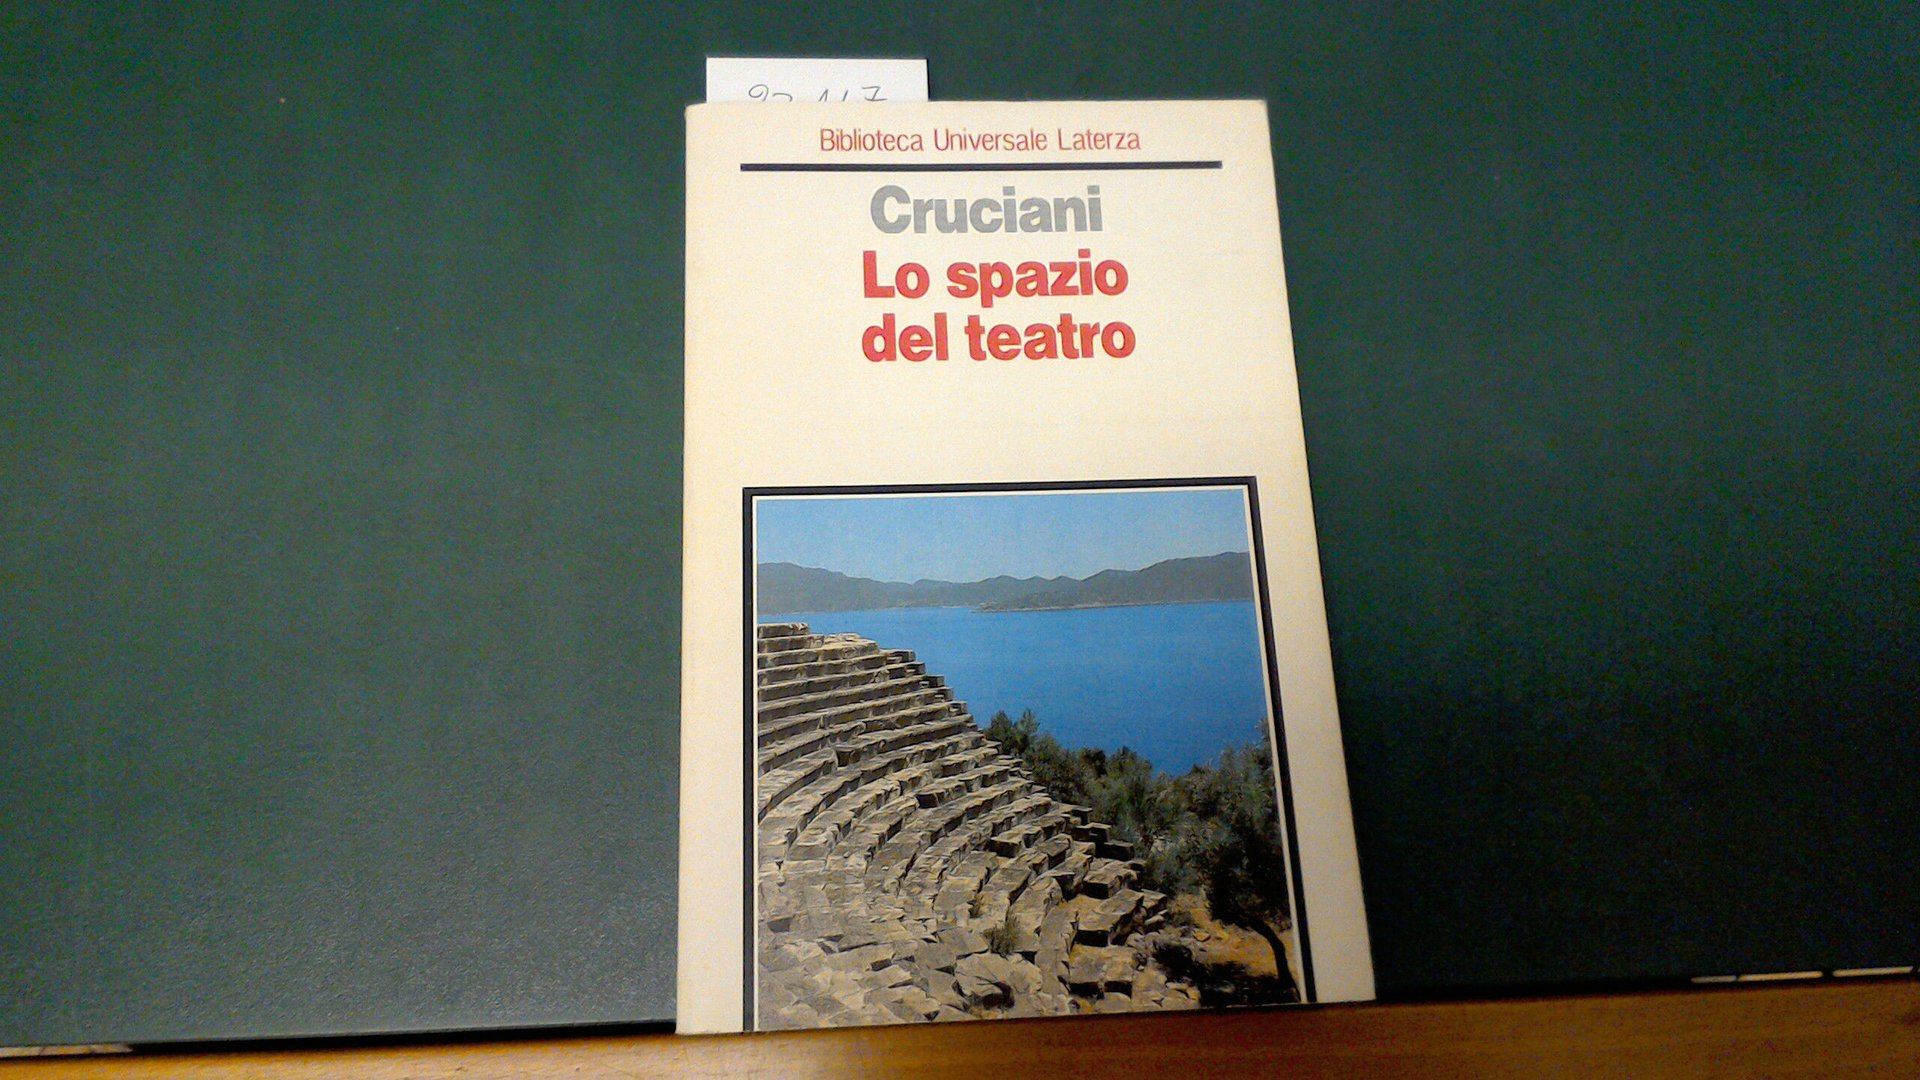 Biblioteca Universale Laterza
Cruciani
Lo spazio
del teatro